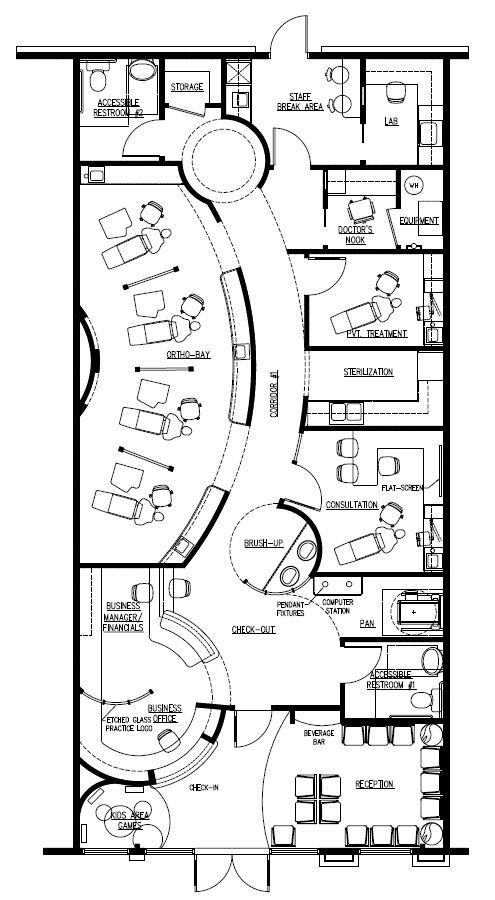 STORAGE
STAFF
BREAK AREA
ACCESSIBLE
RESTROOM #2
LAB
WH
EQUIPMENT
DOCTOR'S
NOOK
PVT. TREATMENT
ORTHO-BAY
CORRIDOR #1
STERILIZATION
FLAT-SCREEN
CONSULTATION
BRUSH-UP
PENDANT
FIXTURES
COMPUTER
STATION
PAN
BUSINESS
MANAGER/
FINANCIALS
CHECK-OUT
ACCESSIBLE
RESTROOM #1
BUSINESS
OFFICE
ETCHED GLASS
PRACTICE LOGO
BEVERAGE
BAR
CHECK-IN
RECEPTION
KIDS AREA
GAMES